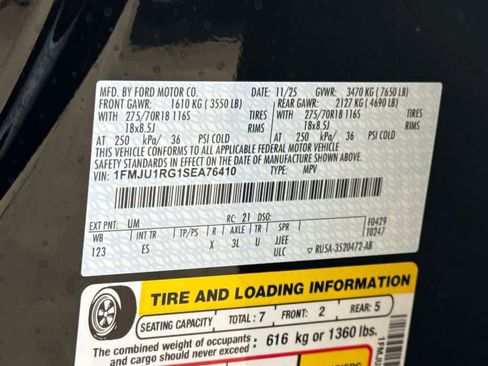 MFD. BY FORD MOTOR CO. 11/25 GVWR: 3470 KG ( 7650 LB)
FRONT GAWR: 1610 KG ( 3550 LB) REAR GAWR: 2127 KG ( 4690 LB)
WITH 275/70R18 116S TIRES WITH 275/70R18 116S TIRES
18x8.5J RIMS 18x8.5J RIMS
AT 250 kPa/ 36 PSI COLD AT 250 kPa/ 36 PSI COLD
THIS VEHICLE CONFORMS TO ALL APPLICABLE FEDERAL MOTOR VEHICLE
SAFETY AND THEFT PREVENTION STANDARDS IN EFFECT
ON THE DATE OF MANUFACTURE SHOWN ABOVE.
VIN: 1FMJU1RG1SEA76410 TYPE: MPV
EXT PNT: UM RC: 21 DSO: F0429
WB INT TR TP/PS R AXLE TR SPR T0247
123 ES X 3L U JJEE
ULC ▽ RUSA-3520472-AB
TIRE AND LOADING INFORMATION
SEATING CAPACITY TOTAL: 7 FRONT: 2 REAR: 5
The combined weight of occupants
and cargo should never exceed: 616 kg or 1360 lbs.